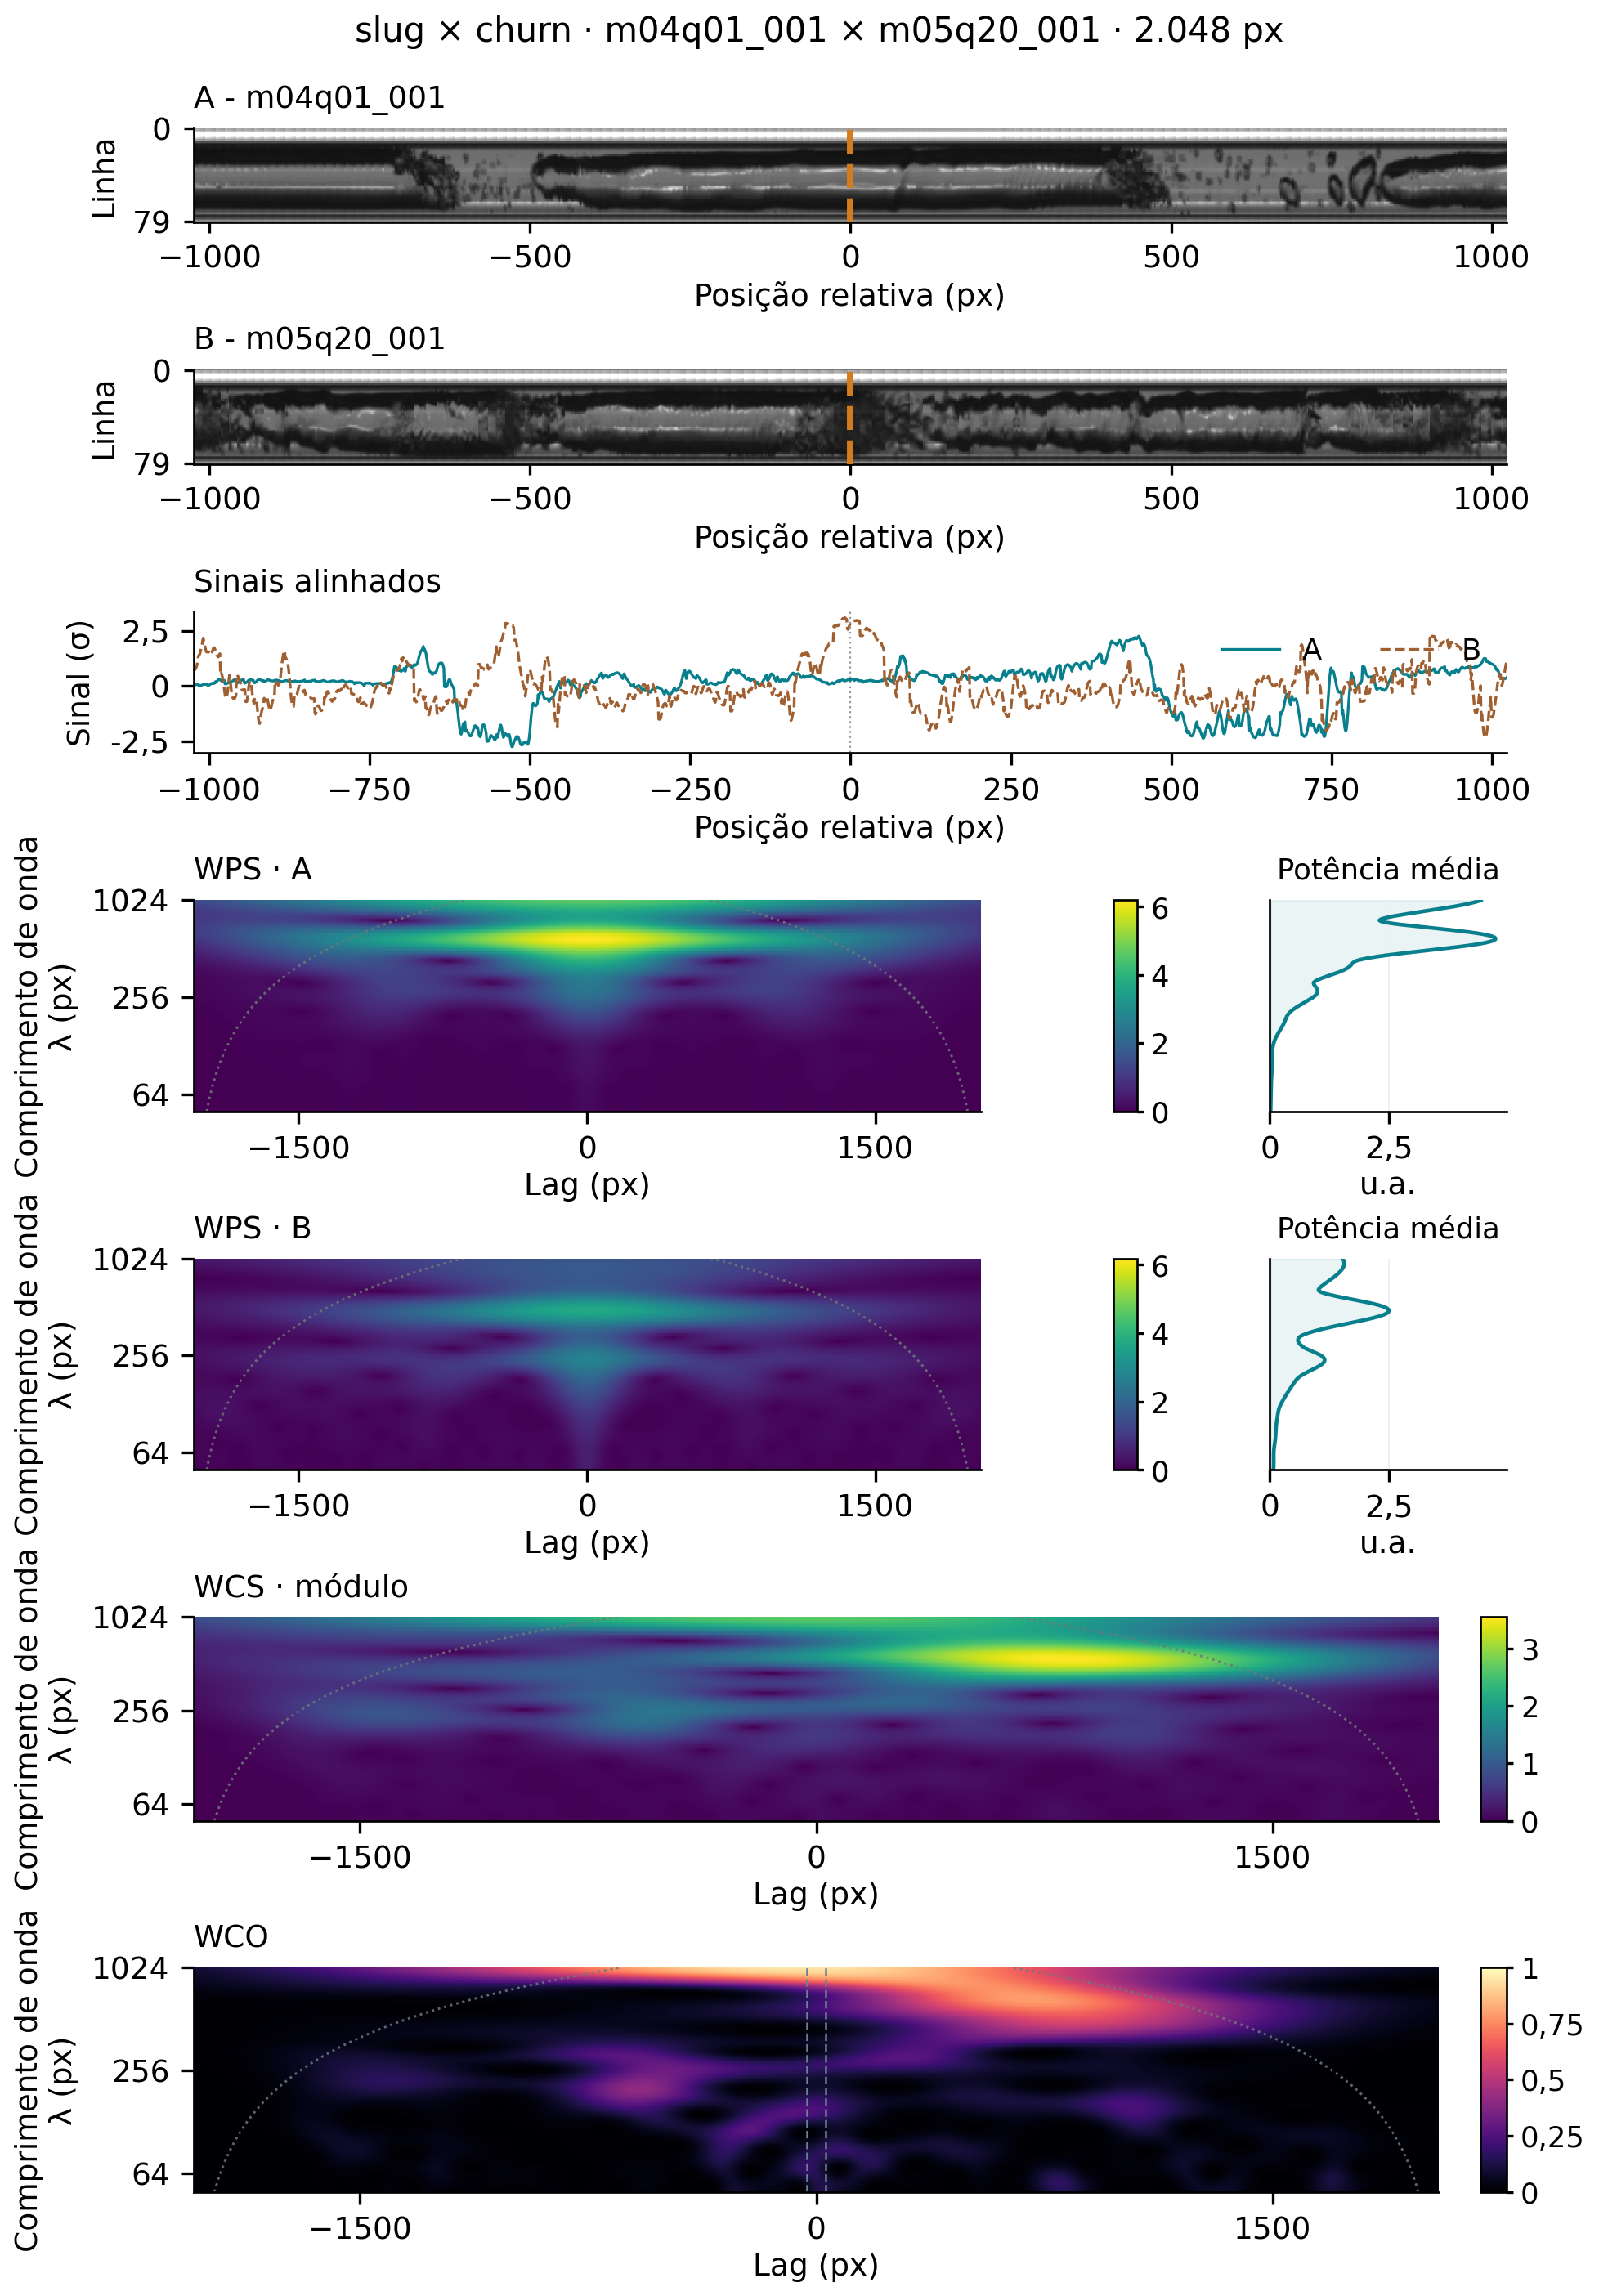 slug × churn · m04q01_001 × m05q20_001 · 2.048 px
A - m04q01_001
Linha
0
79
−1000
−500
0
500
1000
Posição relativa (px)
B - m05q20_001
Linha
0
79
−1000
−500
0
500
1000
Posição relativa (px)
Sinais alinhados
Sinal (σ)
2,5
0
-2,5
A
B
−1000
−750
−500
−250
0
250
500
750
1000
Posição relativa (px)
WPS · A
Comprimento de onda
λ (px)
1024
256
64
−1500
0
1500
Lag (px)
6
4
2
0
Potência média
0
2,5
u.a.
WPS · B
Comprimento de onda
λ (px)
1024
256
64
−1500
0
1500
Lag (px)
6
4
2
0
Potência média
0
2,5
u.a.
WCS · módulo
Comprimento de onda
λ (px)
1024
256
64
−1500
0
1500
Lag (px)
3
2
1
0
WCO
Comprimento de onda
λ (px)
1024
256
64
−1500
0
1500
Lag (px)
1
0,75
0,5
0,25
0